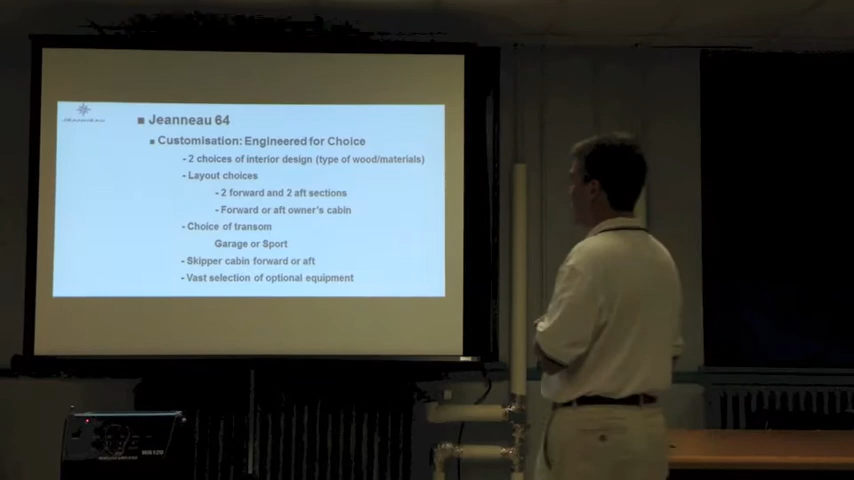 JEANNEAU
■ Jeanneau 64
■ Customisation: Engineered for Choice
- 2 choices of interior design (type of wood/materials)
- Layout choices
- 2 forward and 2 aft sections
- Forward or aft owner's cabin
- Choice of transom
Garage or Sport
- Skipper cabin forward or aft
- Vast selection of optional equipment